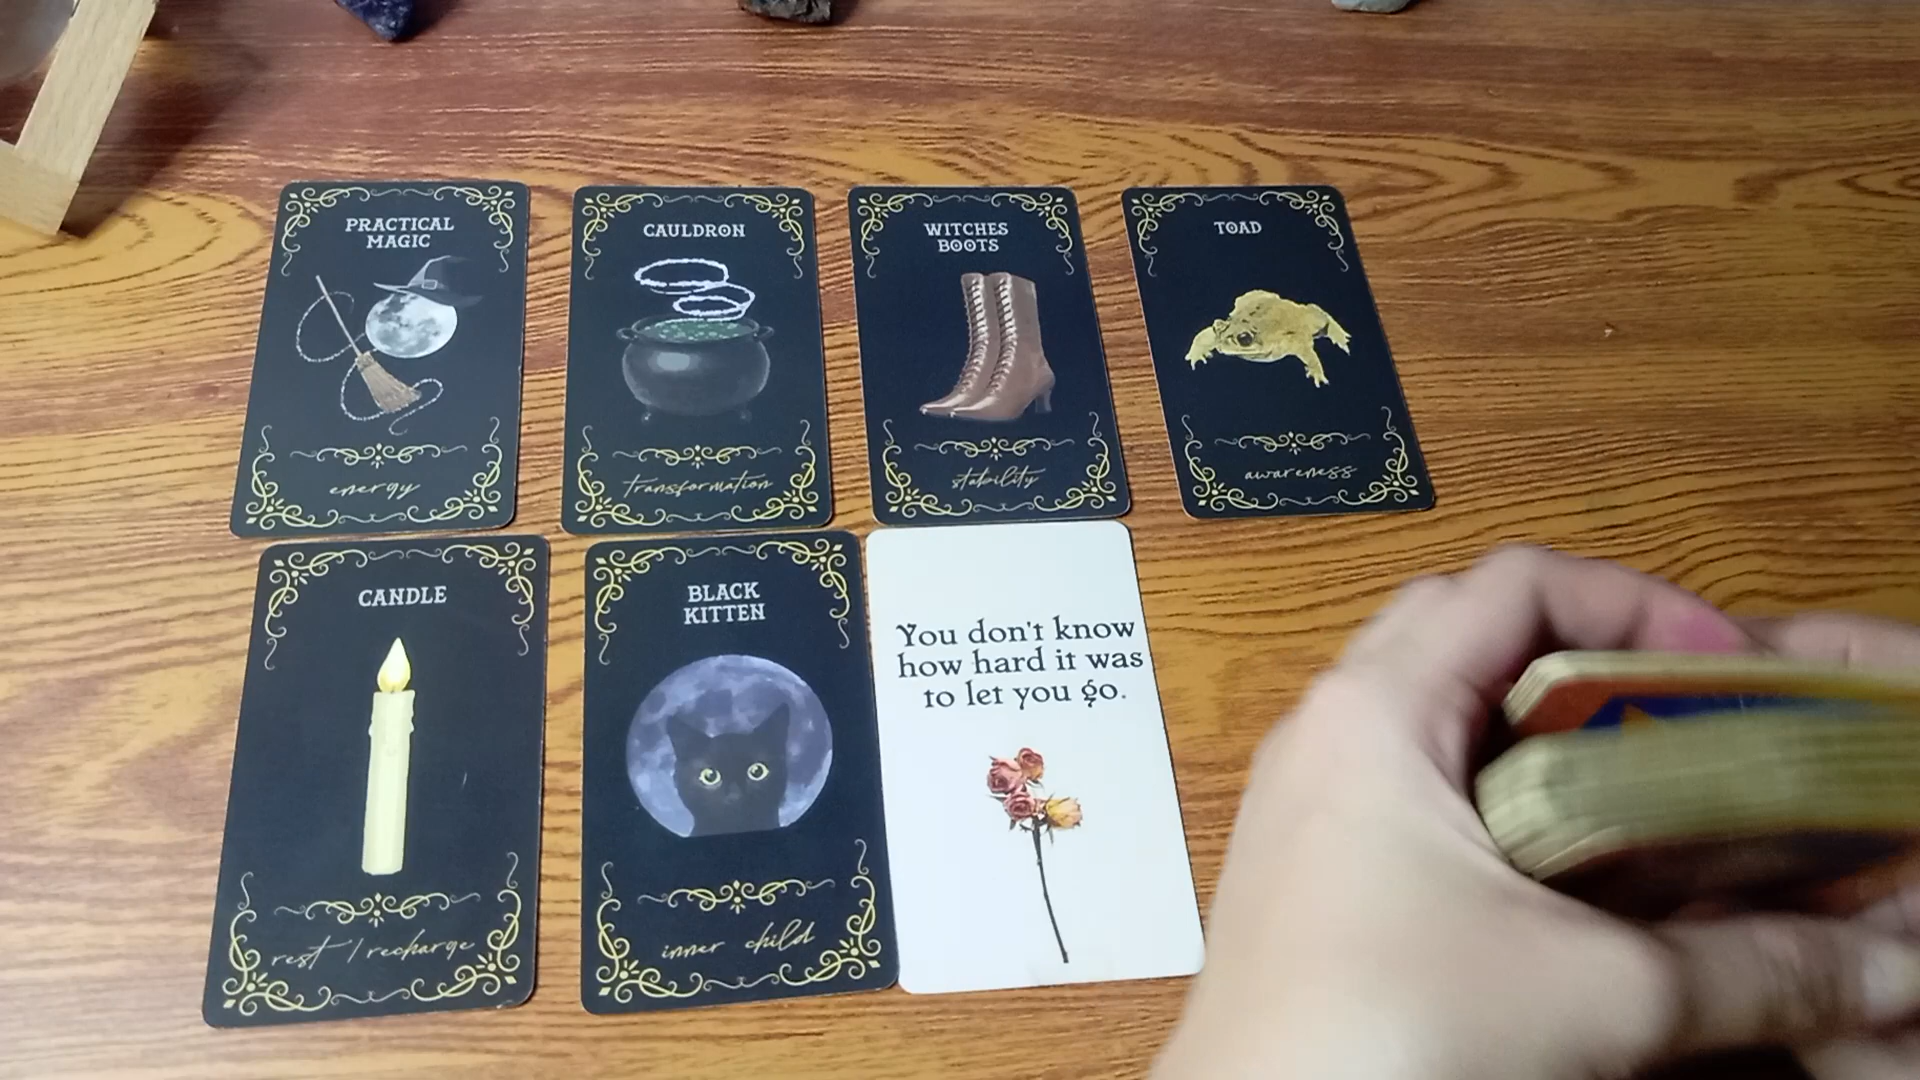 PRACTICAL
MAGIC
energy
CAULDRON
transformation
WITCHES
BOOTS
stability
TOAD
awareness
CANDLE
rest / recharge
BLACK
KITTEN
inner child
You don't know
how hard it was
to let you go.